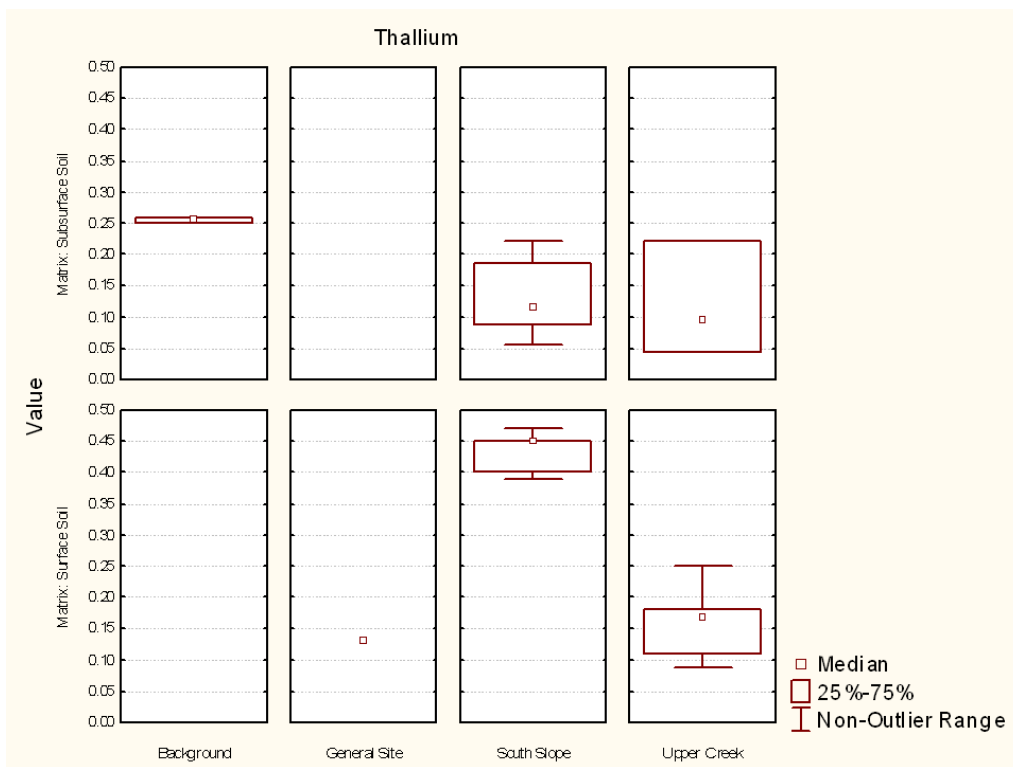 Thallium
Value
Matrix: Subsurface Soil
0.50
0.45
0.40
0.35
0.30
0.25
0.20
0.15
0.10
0.05
0.00
Matrix: Surface Soil
0.50
0.45
0.40
0.35
0.30
0.25
0.20
0.15
0.10
0.05
0.00
Background
General Site
South Slope
Upper Creek
Median
25%-75%
Non-Outlier Range